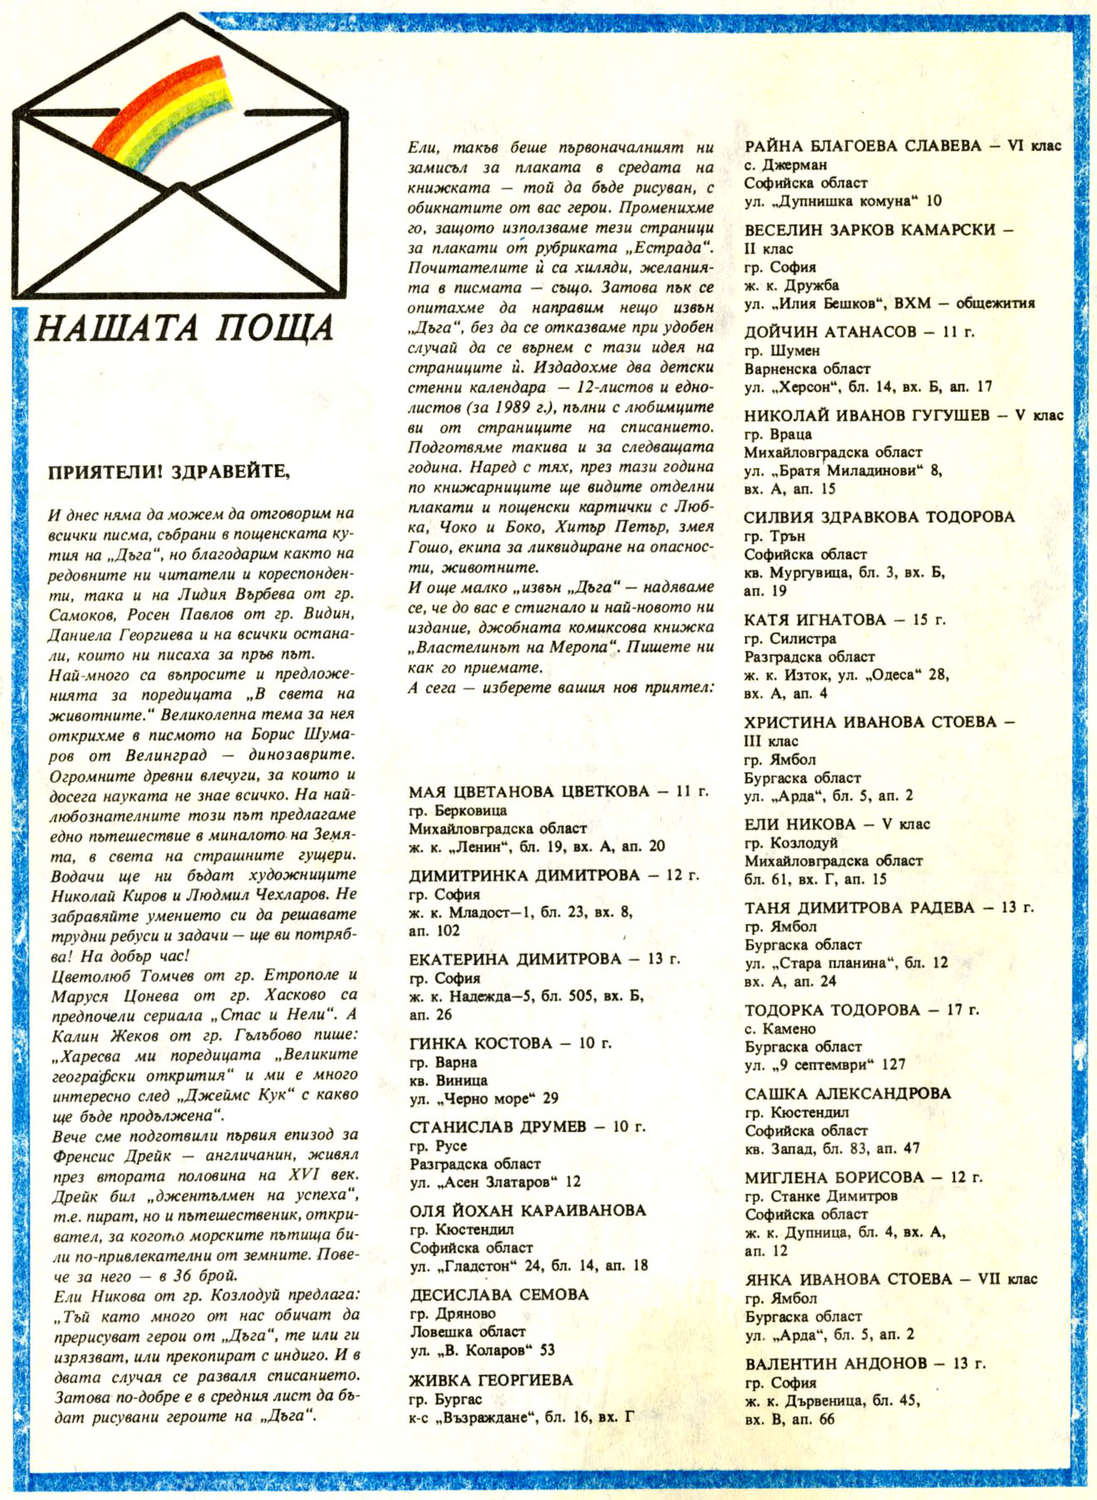 НАШАТА ПОЩА
ПРИЯТЕЛИ! ЗДРАВЕЙТЕ,
И днес няма да можем да отговорим на
всички писма, събрани в пощенската ку-
тия на „Дъга“, но благодарим както на
редовните ни читатели и кореспонден-
ти, така и на Лидия Върбева от гр.
Самоков, Росен Павлов от гр. Видин,
Даниела Георгиева и на всички остана-
ли, които ни писаха за пръв път.
Най-много са въпросите и предложе-
нията за поредицата „В света на
животните.“ Великолепна тема за нея
открихме в писмото на Борис Шума-
ров от Велинград — динозаврите.
Огромните древни влечуги, за които и
досега науката не знае всичко. На най-
любознателните този път предлагаме
едно пътешествие в миналото на Земя-
та, в света на страшните гущери.
Водачи ще ни бъдат художниците
Николай Киров и Людмил Чехларов. Не
забравяйте умението си да решавате
трудни ребуси и задачи — ще ви потряб-
ва! На добър час!
Цветолюб Томчев от гр. Етрополе и
Маруся Цонева от гр. Хасково са
предпочели сериала „Стас и Нели“. А
Калин Жеков от гр. Гълъбово пише:
„Харесва ми поредицата „Великите
географски открития“ и ми е много
интересно след „Джеймс Кук“ с какво
ще бъде продължена“.
Вече сме подготвили първия епизод за
Френсис Дрейк — англичанин, живял
през втората половина на XVI век.
Дрейк бил „джентълмен на успеха“,
т.е. пират, но и пътешественик, откри-
вател, за когото морските пътища би-
ли по-привлекателни от земните. Пове-
че за него — в 36 брой.
Ели Никова от гр. Козлодуй предлага:
„Тъй като много от нас обичат да
прерисуват герои от „Дъга“, те или ги
изрязват, или прекопират с индиго. И в
двата случая се разваля списанието.
Затова по-добре е в средния лист да бъ-
дат рисувани героите на „Дъга“.
Ели, такъв беше първоначалният ни
замисъл за плаката в средата на
книжката — той да бъде рисуван, с
обикнатите от вас герои. Променихме
го, защото използваме тези страници
за плакати от рубриката „Естрада“.
Почитателите ѝ са хиляди, желания-
та в писмата — също. Затова пък се
опитахме да направим нещо извън
„Дъга“, без да се отказваме при удобен
случай да се върнем с тази идея на
страниците ѝ. Издадохме два детски
стенни календара — 12-листов и едно-
листов (за 1989 г.), пълни с любимците
ви от страниците на списанието.
Подготвяме такива и за следващата
година. Наред с тях, през тази година
по книжарниците ще видите отделни
плакати и пощенски картички с Люб-
ка, Чоко и Боко, Хитър Петър, змея
Гошо, екипа за ликвидиране на опаснос-
ти, животните.
И още малко „извън „Дъга“ — надяваме
се, че до вас е стигнало и най-новото ни
издание, джобната комиксова книжка
„Властелинът на Меропа“. Пишете ни
как го приемате.
А сега — изберете вашия нов приятел:
МАЯ ЦВЕТАНОВА ЦВЕТКОВА — 11 г.
гр. Берковица
Михайловградска област
ж. к. „Ленин“, бл. 19, вх. А, ап. 20
ДИМИТРИНКА ДИМИТРОВА — 12 г.
гр. София
ж. к. Младост—1, бл. 23, вх. 8,
ап. 102
ЕКАТЕРИНА ДИМИТРОВА — 13 г.
гр. София
ж. к. Надежда—5, бл. 505, вх. Б,
ап. 26
ГИНКА КОСТОВА — 10 г.
гр. Варна
кв. Виница
ул. „Черно море“ 29
СТАНИСЛАВ ДРУМЕВ — 10 г.
гр. Русе
Разградска област
ул. „Асен Златаров“ 12
ОЛЯ ЙОХАН КАРАИВАНОВА
гр. Кюстендил
Софийска област
ул. „Гладстон“ 24, бл. 14, ап. 18
ДЕСИСЛАВА СЕМОВА
гр. Дряново
Ловешка област
ул. „В. Коларов“ 53
ЖИВКА ГЕОРГИЕВА
гр. Бургас
к-с „Възраждане“, бл. 16, вх. Г
РАЙНА БЛАГОЕВА СЛАВЕВА — VI клас
с. Джерман
Софийска област
ул. „Дупнишка комуна“ 10
ВЕСЕЛИН ЗАРКОВ КАМАРСКИ —
II клас
гр. София
ж. к. Дружба
ул. „Илия Бешков“, ВХМ — общежития
ДОЙЧИН АТАНАСОВ — 11 г.
гр. Шумен
Варненска област
ул. „Херсон“, бл. 14, вх. Б, ап. 17
НИКОЛАЙ ИВАНОВ ГУГУШЕВ — V клас
гр. Враца
Михайловградска област
ул. „Братя Миладинови“ 8,
вх. А, ап. 15
СИЛВИЯ ЗДРАВКОВА ТОДОРОВА
гр. Трън
Софийска област
кв. Мургувица, бл. 3, вх. Б,
ап. 19
КАТЯ ИГНАТОВА — 15 г.
гр. Силистра
Разградска област
ж. к. Изток, ул. „Одеса“ 28,
вх. А, ап. 4
ХРИСТИНА ИВАНОВА СТОЕВА —
III клас
гр. Ямбол
Бургаска област
ул. „Арда“, бл. 5, ап. 2
ЕЛИ НИКОВА — V клас
гр. Козлодуй
Михайловградска област
бл. 61, вх. Г, ап. 15
ТАНЯ ДИМИТРОВА РАДЕВА — 13 г.
гр. Ямбол
Бургаска област
ул. „Стара планина“, бл. 12
вх. А, ап. 24
ТОДОРКА ТОДОРОВА — 17 г.
с. Камено
Бургаска област
ул. „9 септември“ 127
САШКА АЛЕКСАНДРОВА
гр. Кюстендил
Софийска област
кв. Запад, бл. 83, ап. 47
МИГЛЕНА БОРИСОВА — 12 г.
гр. Станке Димитров
Софийска област
ж. к. Дупница, бл. 4, вх. А,
ап. 12
ЯНКА ИВАНОВА СТОЕВА — VII клас
гр. Ямбол
Бургаска област
ул. „Арда“, бл. 5, ап. 2
ВАЛЕНТИН АНДОНОВ — 13 г.
гр. София
ж. к. Дървеница, бл. 45,
вх. В, ап. 66